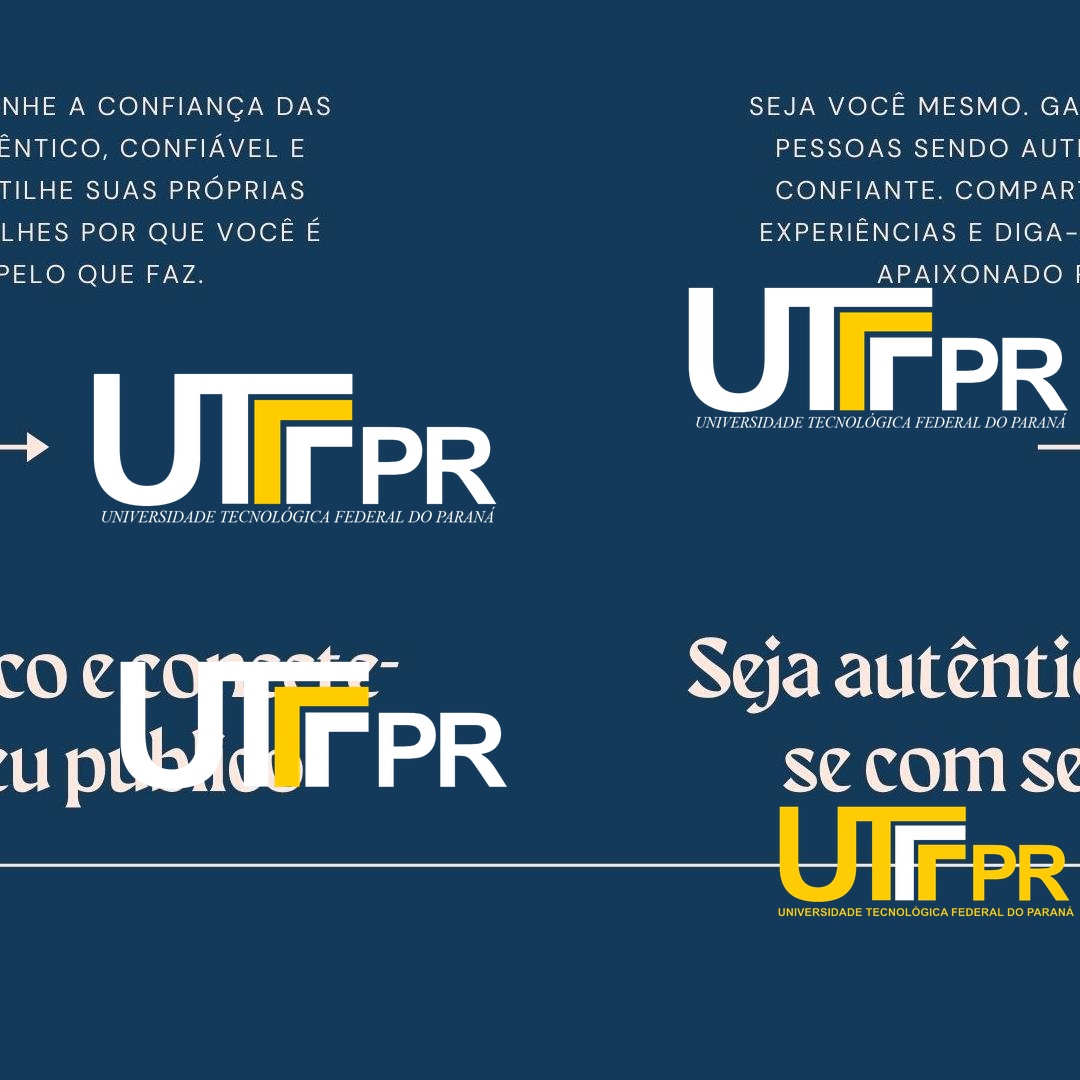 NHE A CONFIANÇA DAS
ÊNTICO, CONFIÁVEL E
TILHE SUAS PRÓPRIAS
LHES POR QUE VOCÊ É
PELO QUE FAZ.
UTFPR
UNIVERSIDADE TECNOLÓGICA FEDERAL DO PARANÁ
co e conecte-
eu público
UTFPR
SEJA VOCÊ MESMO. GA
PESSOAS SENDO AUT
CONFIANTE. COMPART
EXPERIÊNCIAS E DIGA-
APAIXONADO P
UTFPR
UNIVERSIDADE TECNOLÓGICA FEDERAL DO PARANÁ
Seja autênti
se com se
UTFPR
UNIVERSIDADE TECNOLÓGICA FEDERAL DO PARANÁ